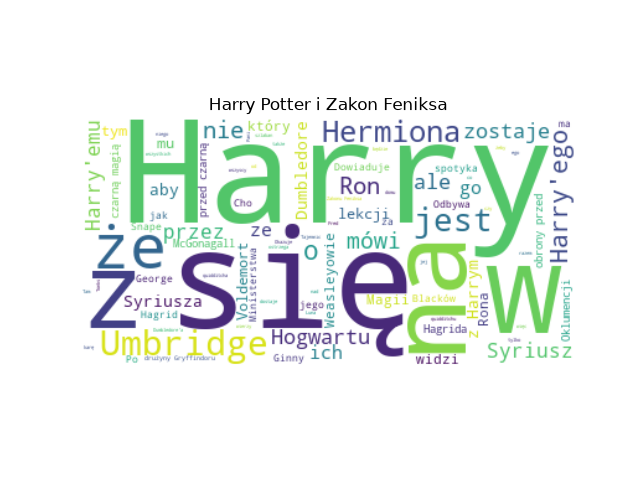 Harry Potter i Zakon Feniksa
Harry
się
w
z
na
że
Umbridge
jest
Hermiona
Ron
mówi
o
ale
go
zostaje
nie
który
tym
mu
aby
jak
Harry'emu
czarną magią
przed czarną
Dumbledore
Cho
Snape
przez
McGonagall
ze
lekcji
za
Dowiaduje
spotyka
Odbywa
ma
Harry'ego
obrony przed
George
Syriusza
Hagrid
Voldemort
Ministerstwa
jego
Weasleyowie
Magii
Blacków
Hagrida
z Harrym
Rona
Oklumencji
Syriusz
Hogwartu
ich
Ginny
widzi
Po
drużyny Gryffindoru